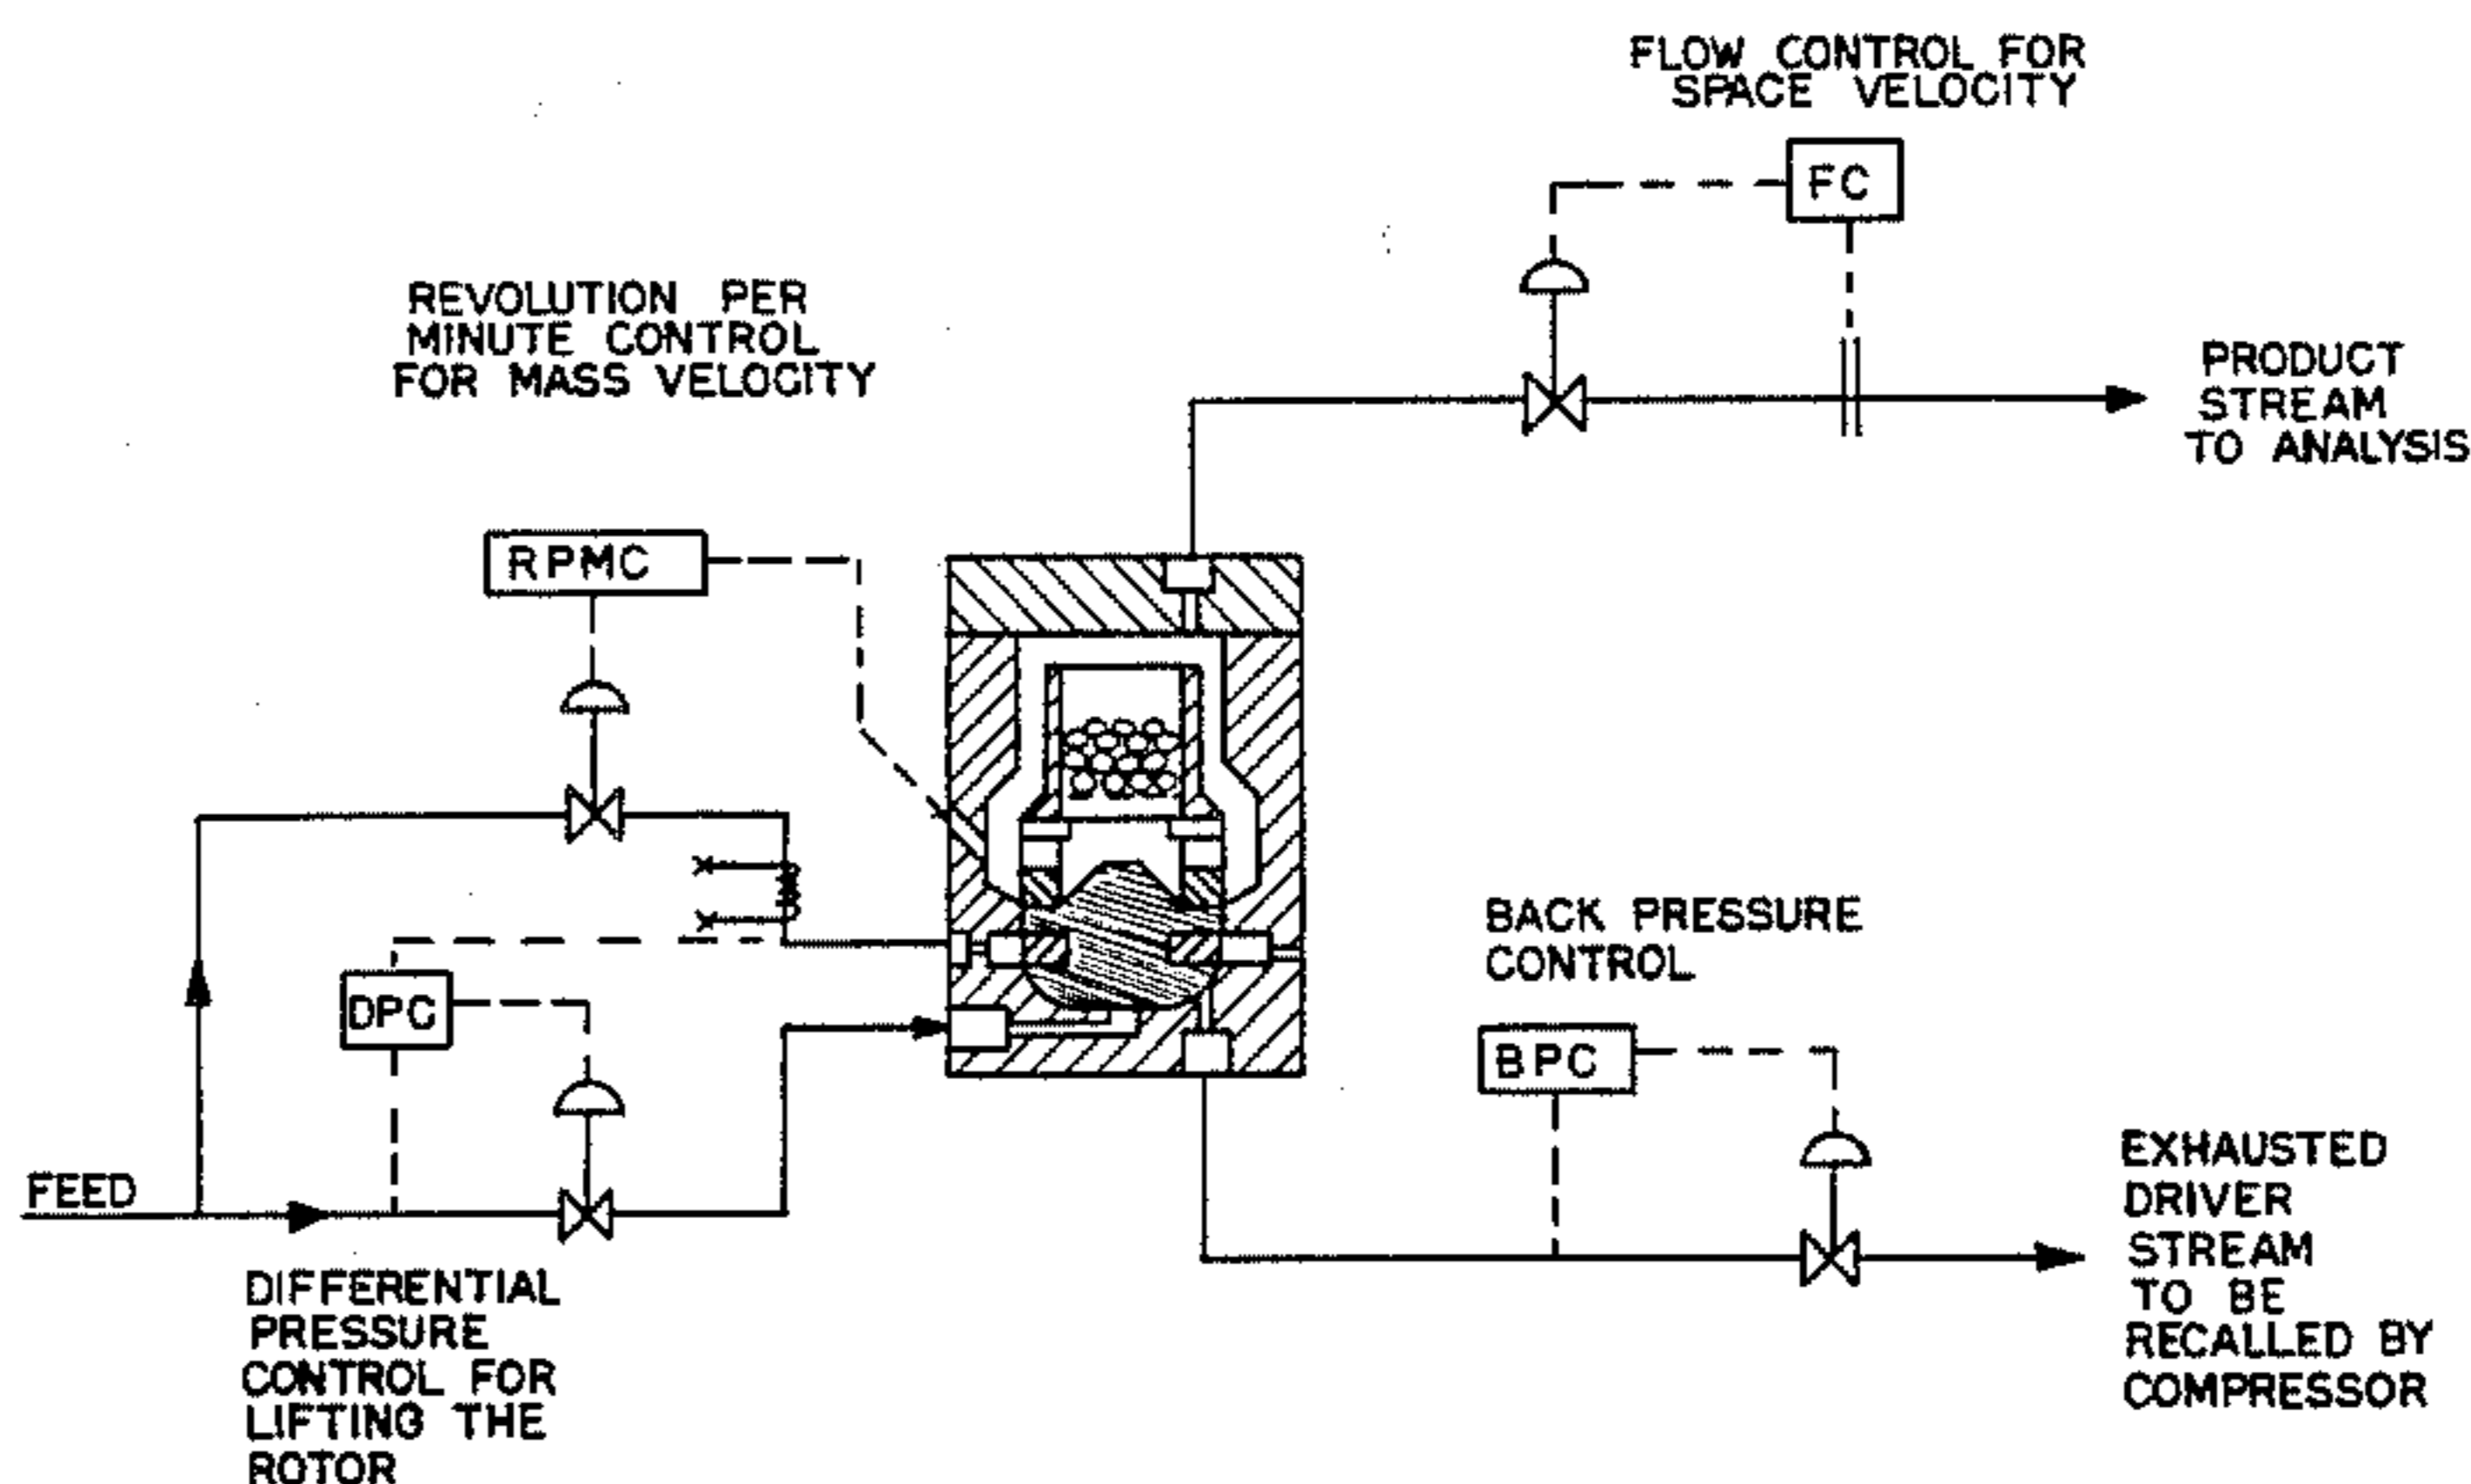 FLOW CONTROL FOR
SPACE VELOCITY
FC
REVOLUTION PER
MINUTE CONTROL
FOR MASS VELOCITY
PRODUCT
STREAM
TO ANALYSIS
RPMC
BACK PRESSURE
CONTROL
DPC
BPC
FEED
EXHAUSTED
DRIVER
STREAM
TO BE
RECALLED BY
COMPRESSOR
DIFFERENTIAL
PRESSURE
CONTROL FOR
LIFTING THE
ROTOR